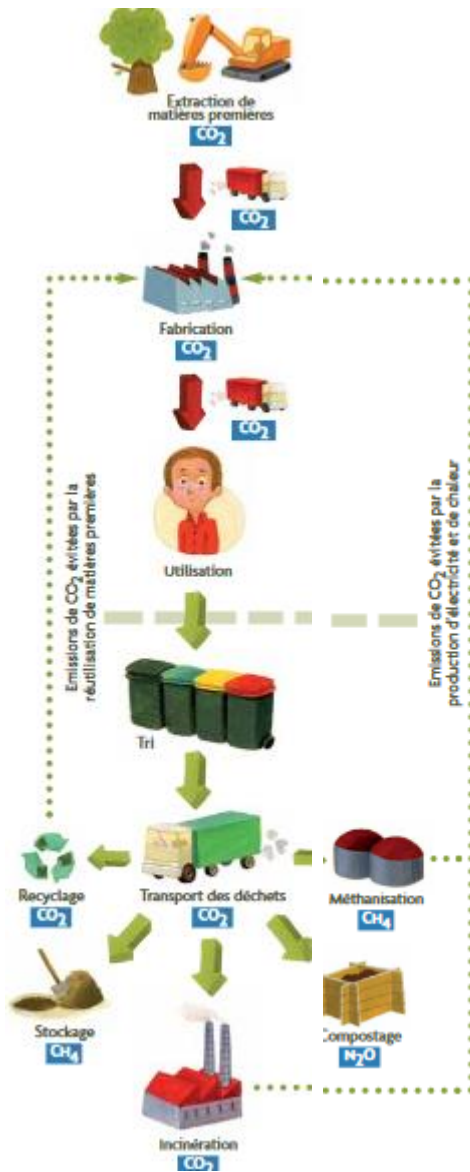 Extraction de
matières premières
CO₂
CO₂
Fabrication
CO₂
CO₂
Utilisation
Emissions de CO₂ évitées par la
réutilisation de matières premières
Emissions de CO₂ évitées par la
production d'électricité et de chaleur
Tri
Recyclage
CO₂
Transport des déchets
CO₂
Méthanisation
CH₄
Stockage
CH₄
ompostage
N₂O
Incinération
CO₂